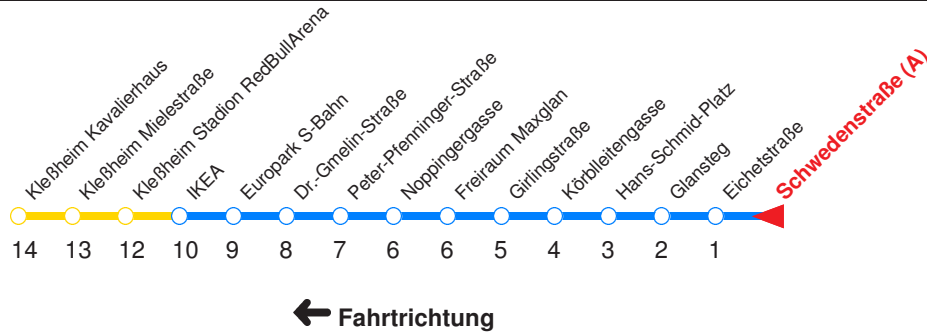 Kleßheim Kavalierhaus
Kleßheim Mielestraße
Kleßheim Stadion RedBullArena
IKEA
Europark S-Bahn
Dr.-Gmelin-Straße
Peter-Pfenninger-Straße
Noppingergasse
Freiraum Maxglan
Girlingstraße
Körblleitengasse
Hans-Schmid-Platz
Glansteg
Eichetstraße
Schwedenstraße (A)
14 13 12 10 9 8 7 6 6 5 4 3 2 1
Fahrtrichtung